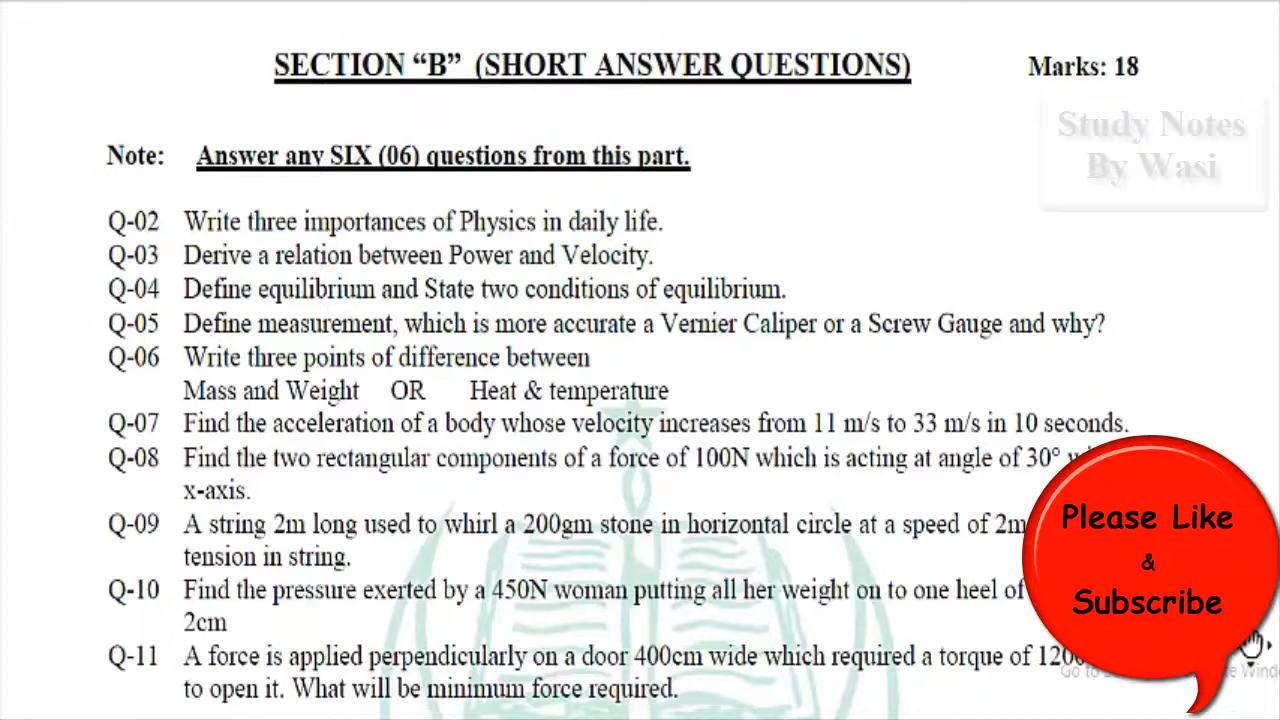 SECTION “B” (SHORT ANSWER QUESTIONS) Marks: 18
Study Notes
By Wasi
Note: Answer any SIX (06) questions from this part.
Q-02 Write three importances of Physics in daily life.
Q-03 Derive a relation between Power and Velocity.
Q-04 Define equilibrium and State two conditions of equilibrium.
Q-05 Define measurement, which is more accurate a Vernier Caliper or a Screw Gauge and why?
Q-06 Write three points of difference between
Mass and Weight OR Heat & temperature
Q-07 Find the acceleration of a body whose velocity increases from 11 m/s to 33 m/s in 10 seconds.
Q-08 Find the two rectangular components of a force of 100N which is acting at angle of 30°
x-axis.
Q-09 A string 2m long used to whirl a 200gm stone in horizontal circle at a speed of 2m
tension in string.
Q-10 Find the pressure exerted by a 450N woman putting all her weight on to one heel of
2cm
Q-11 A force is applied perpendicularly on a door 400cm wide which required a torque of
to open it. What will be minimum force required.
Please Like
&
Subscribe
Go to